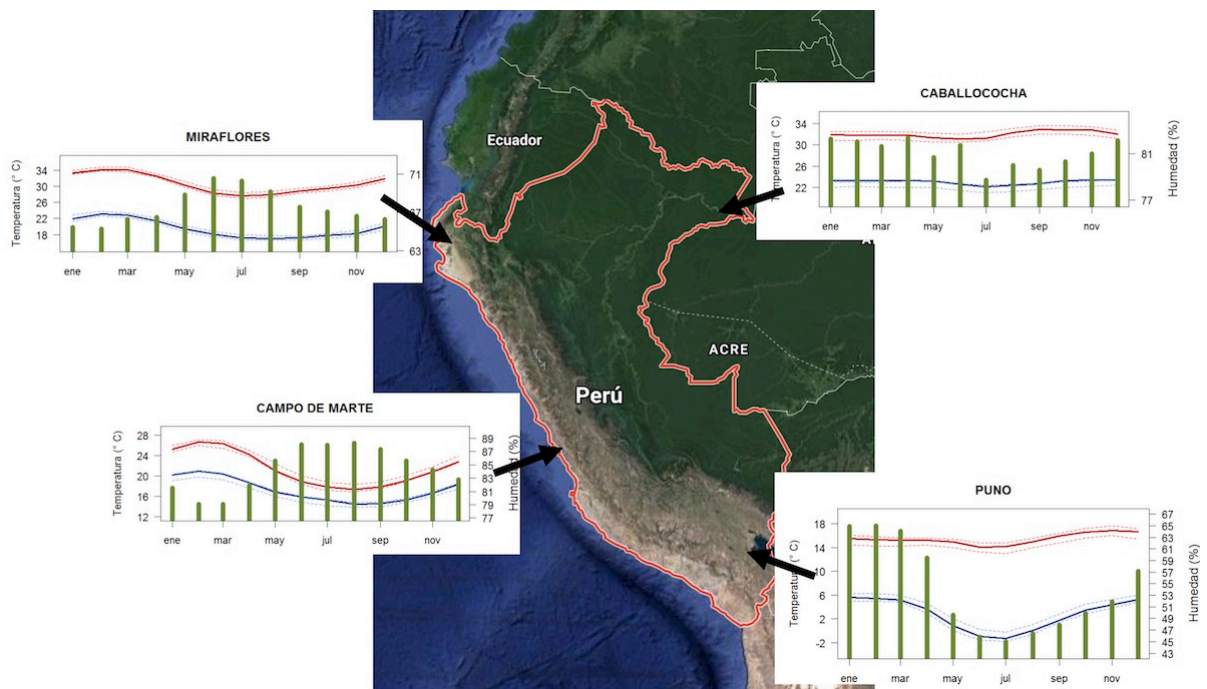 CABALLOCOCHA
Temperatura (° C)
34
30
26
22
81
77
Humedad (%)
ene mar may jul sep nov
MIRAFLORES
Temperatura (° C)
34
30
26
22
18
71
63
ene mar may jul sep nov
Ecuador
ACRE
Perú
CAMPO DE MARTE
Temperatura (° C)
28
24
20
16
12
89
87
85
83
81
79
77
Humedad (%)
ene mar may jul sep nov
PUNO
Temperatura (° C)
18
14
10
6
2
-2
67
65
63
61
59
57
55
53
51
49
47
45
43
Humedad (%)
ene mar may jul sep nov